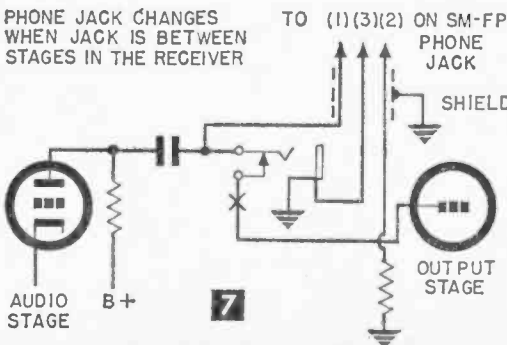 PHONE JACK CHANGES
WHEN JACK IS BETWEEN
STAGES IN THE RECEIVER
TO (1)(3)(2) ON SM-FP
PHONE
JACK
SHIELD
AUDIO
STAGE
B+
7
OUTPUT
STAGE